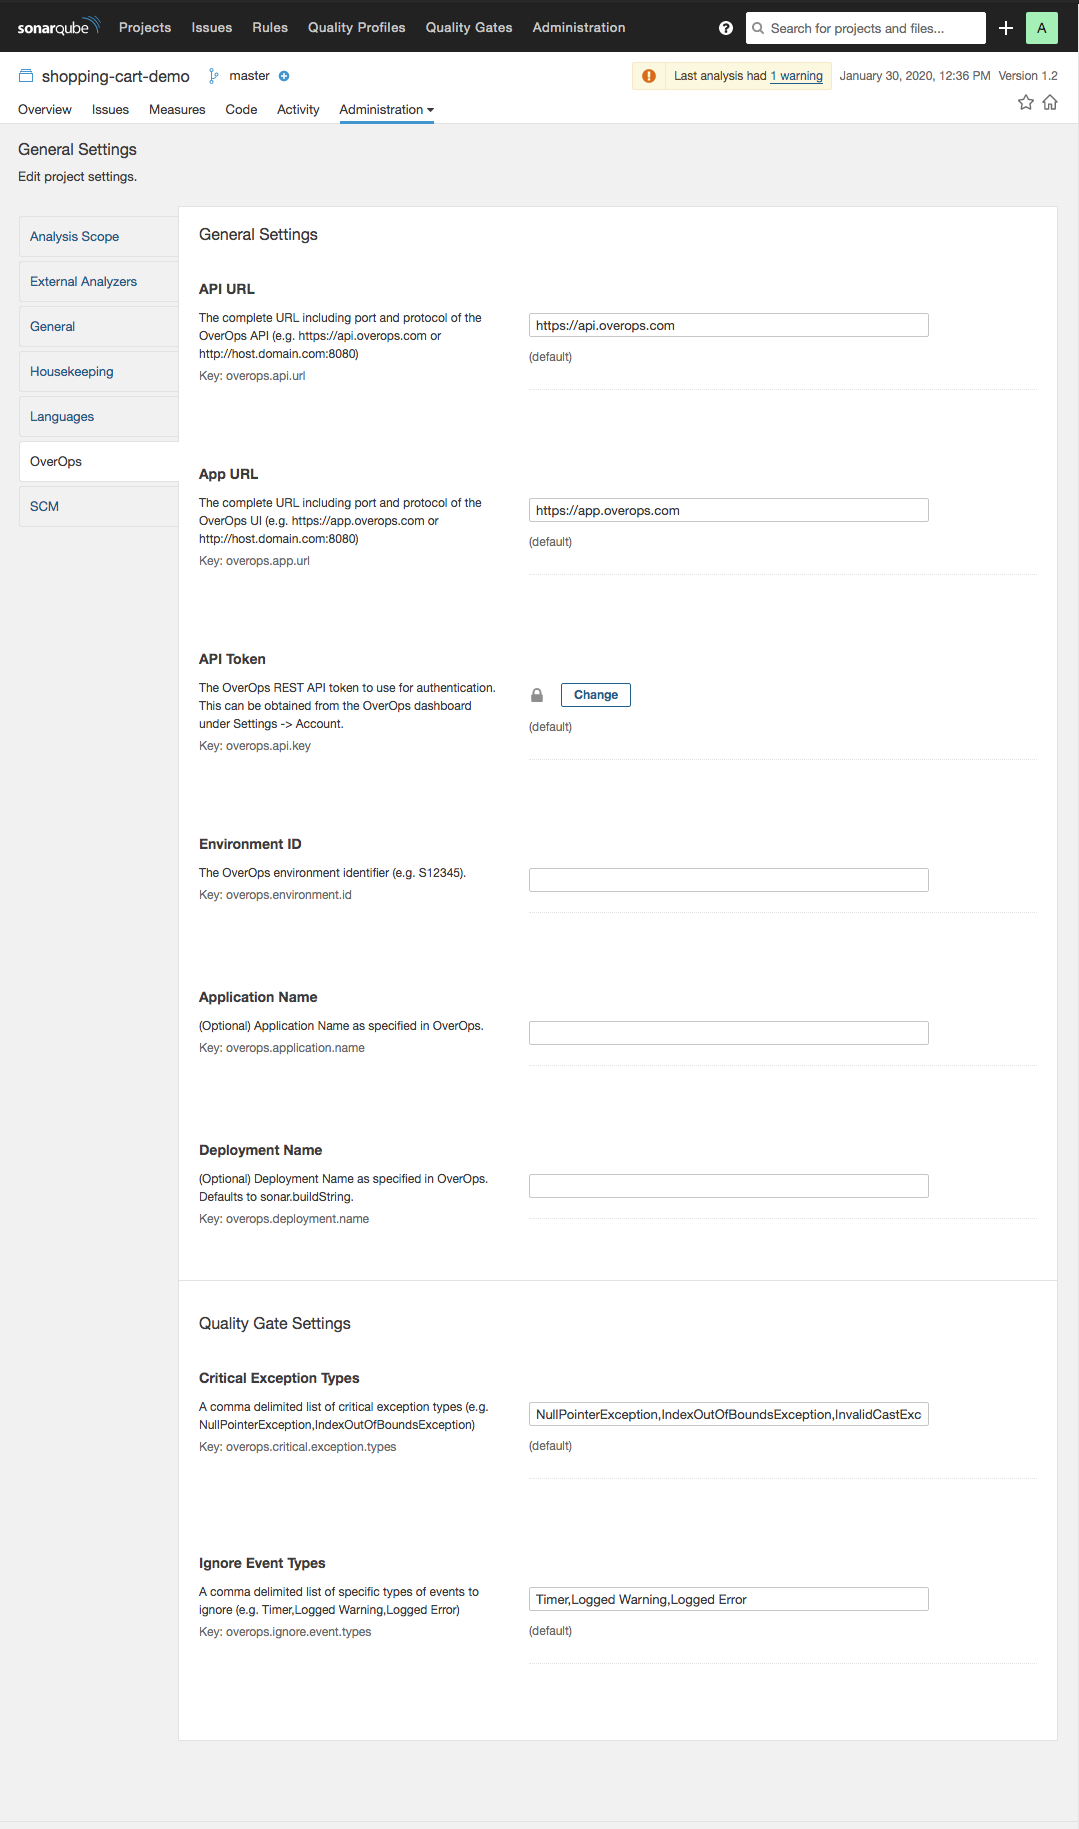 sonarqube Projects Issues Rules Quality Profiles Quality Gates Administration ? Search for projects and files... + A
shopping-cart-demo master Last analysis had 1 warning January 30, 2020, 12:36 PM Version 1.2
Overview Issues Measures Code Activity Administration
General Settings
Edit project settings.
Analysis Scope
External Analyzers
General
Housekeeping
Languages
OverOps
SCM
General Settings
API URL
The complete URL including port and protocol of the
OverOps API (e.g. https://api.overops.com or
http://host.domain.com:8080)
Key: overops.api.url
https://api.overops.com
(default)
App URL
The complete URL including port and protocol of the
OverOps UI (e.g. https://app.overops.com or
http://host.domain.com:8080)
Key: overops.app.url
https://app.overops.com
(default)
API Token
The OverOps REST API token to use for authentication.
This can be obtained from the OverOps dashboard
under Settings -> Account.
Key: overops.api.key
Change
(default)
Environment ID
The OverOps environment identifier (e.g. S12345).
Key: overops.environment.id
Application Name
(Optional) Application Name as specified in OverOps.
Key: overops.application.name
Deployment Name
(Optional) Deployment Name as specified in OverOps.
Defaults to sonar.buildString.
Key: overops.deployment.name
Quality Gate Settings
Critical Exception Types
A comma delimited list of critical exception types (e.g.
NullPointerException,IndexOutOfBoundsException)
Key: overops.critical.exception.types
NullPointerException,IndexOutOfBoundsException,InvalidCastExc
(default)
Ignore Event Types
A comma delimited list of specific types of events to
ignore (e.g. Timer,Logged Warning,Logged Error)
Key: overops.ignore.event.types
Timer,Logged Warning,Logged Error
(default)